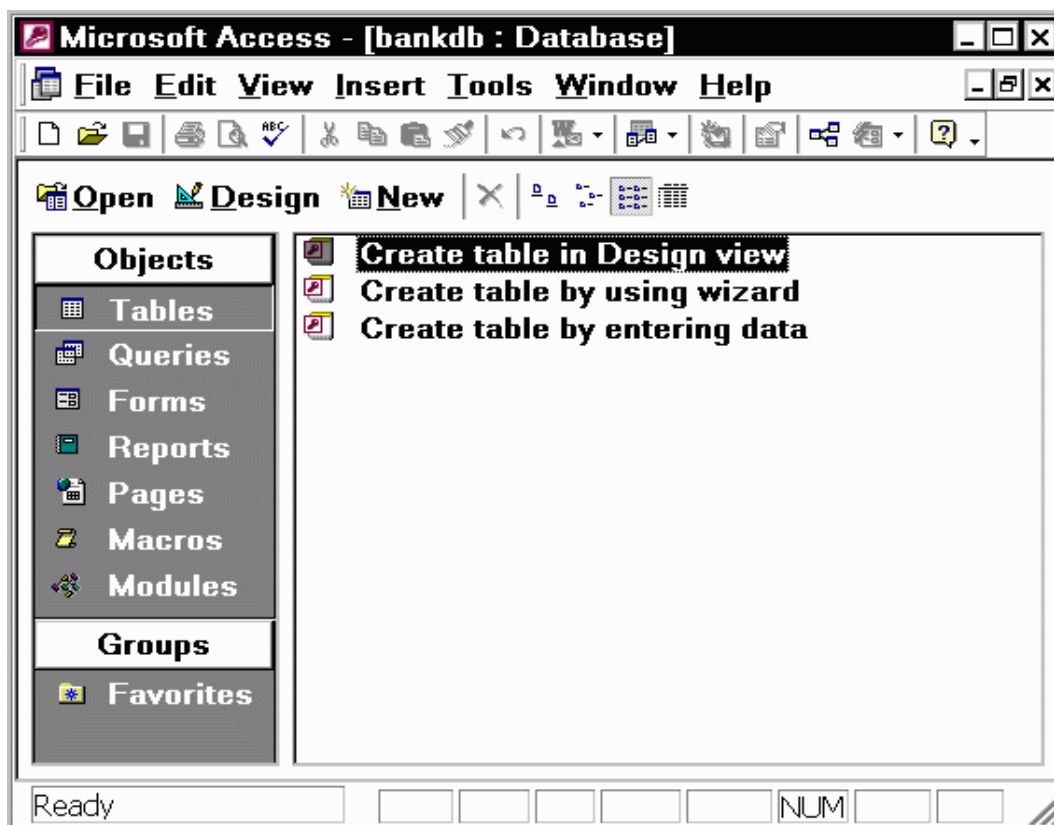 Microsoft Access - [bankdb : Database]
File Edit View Insert Tools Window Help
ABC
Open Design New
Objects
Tables
Queries
Forms
Reports
Pages
Macros
Modules
Groups
Favorites
Create table in Design view
Create table by using wizard
Create table by entering data
Ready NUM